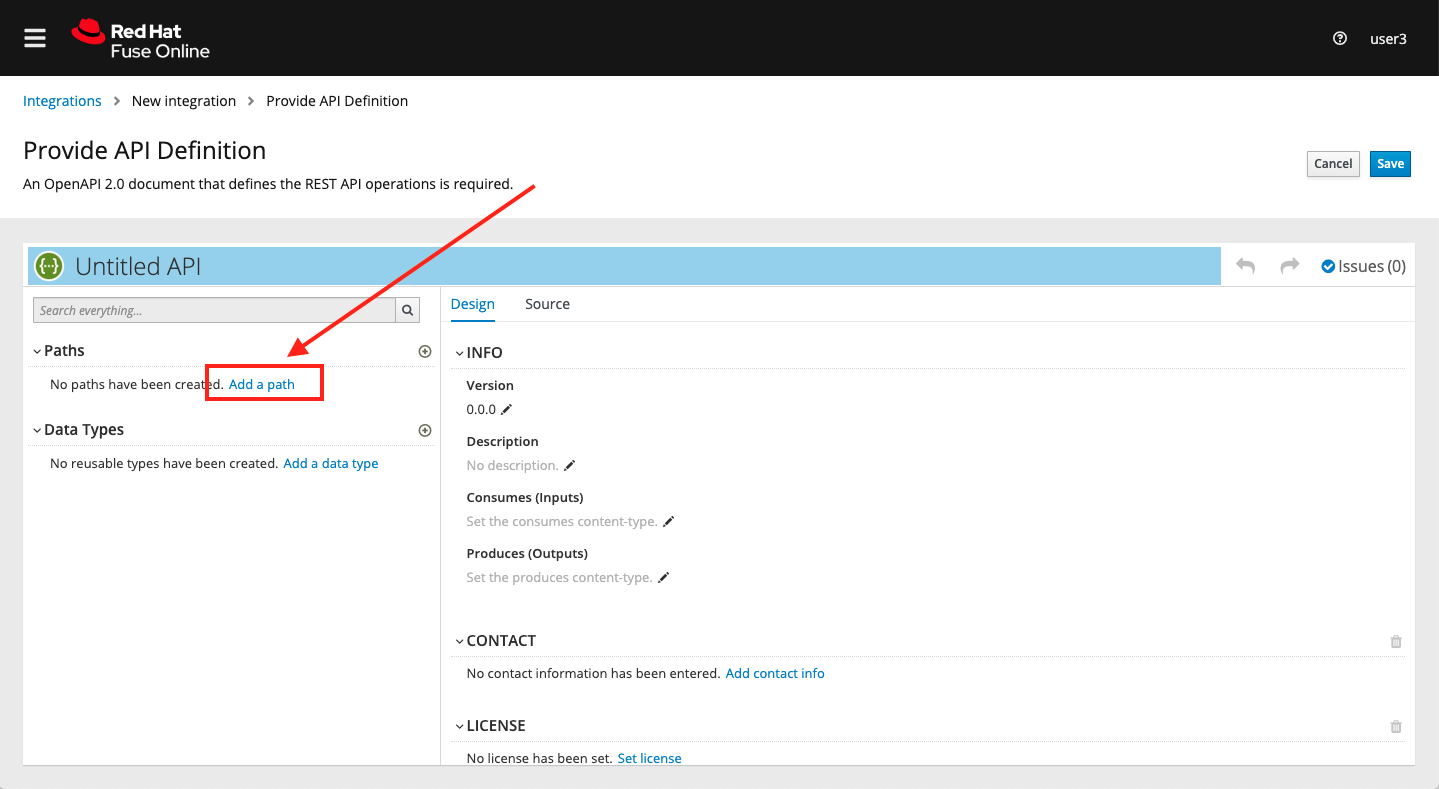 Red Hat
Fuse Online
user3
Integrations > New integration > Provide API Definition
Provide API Definition
Cancel
Save
An OpenAPI 2.0 document that defines the REST API operations is required.
{···} Untitled API
Issues (0)
Search everything...
Design Source
Paths
No paths have been created. Add a path
Data Types
No reusable types have been created. Add a data type
INFO
Version
0.0.0
Description
No description.
Consumes (Inputs)
Set the consumes content-type.
Produces (Outputs)
Set the produces content-type.
CONTACT
No contact information has been entered. Add contact info
LICENSE
No license has been set. Set license